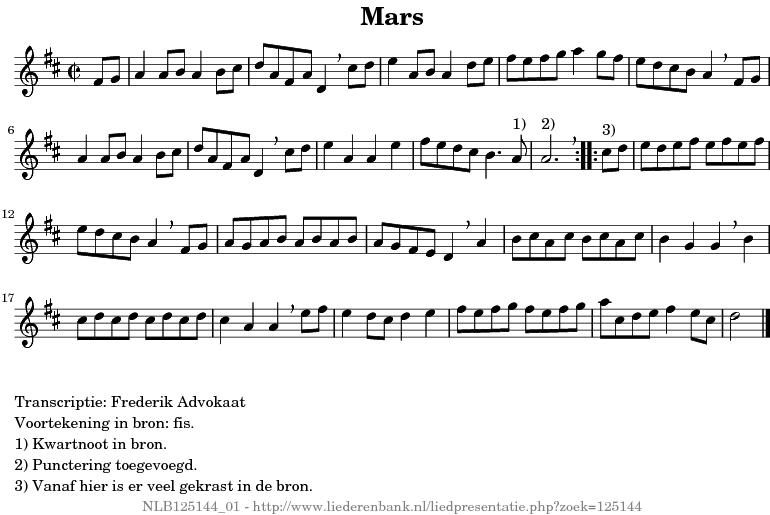 Mars
1)
2)
3)
6
12
17
Transcriptie: Frederik Advokaat
Voortekening in bron: fis.
1) Kwartnoot in bron.
2) Punctering toegevoegd.
3) Vanaf hier is er veel gekrast in de bron.
NLB125144_01 - http://www.liederenbank.nl/liedpresentatie.php?zoek=125144